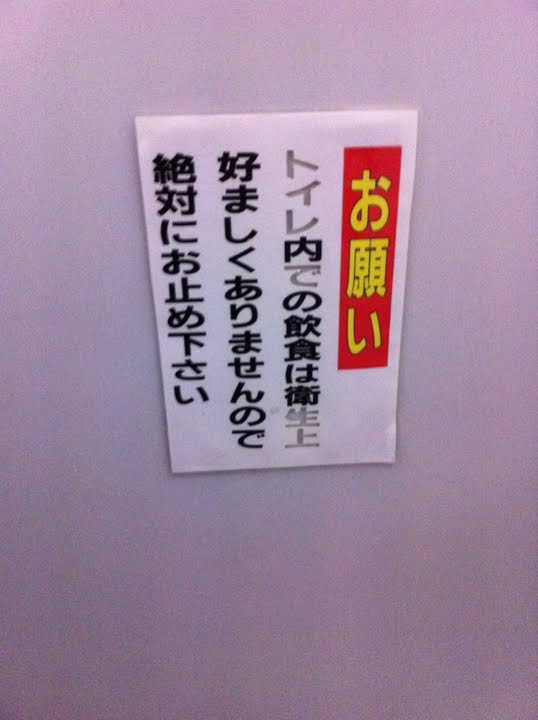 お願い
トイレ内での飲食は衛生上
好ましくありませんので
絶対にお止め下さい